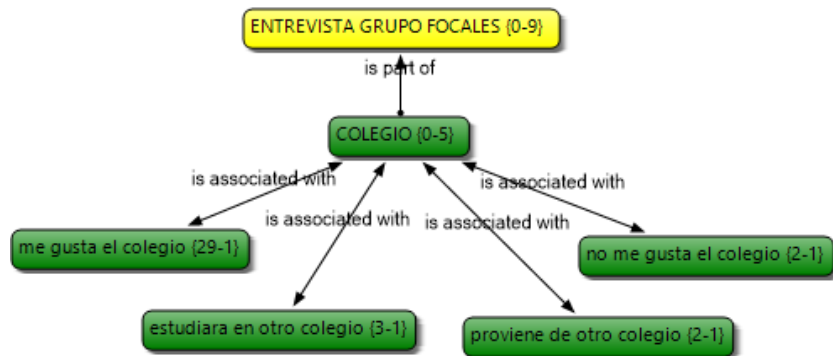 ENTREVISTA GRUPO FOCALES {0-9}
is part of
COLEGIO {0-5}
is associated with
is associated with
is associated with
is associated with
me gusta el colegio {29-1}
no me gusta el colegio {2-1}
estudiara en otro colegio {3-1}
proviene de otro colegio {2-1}